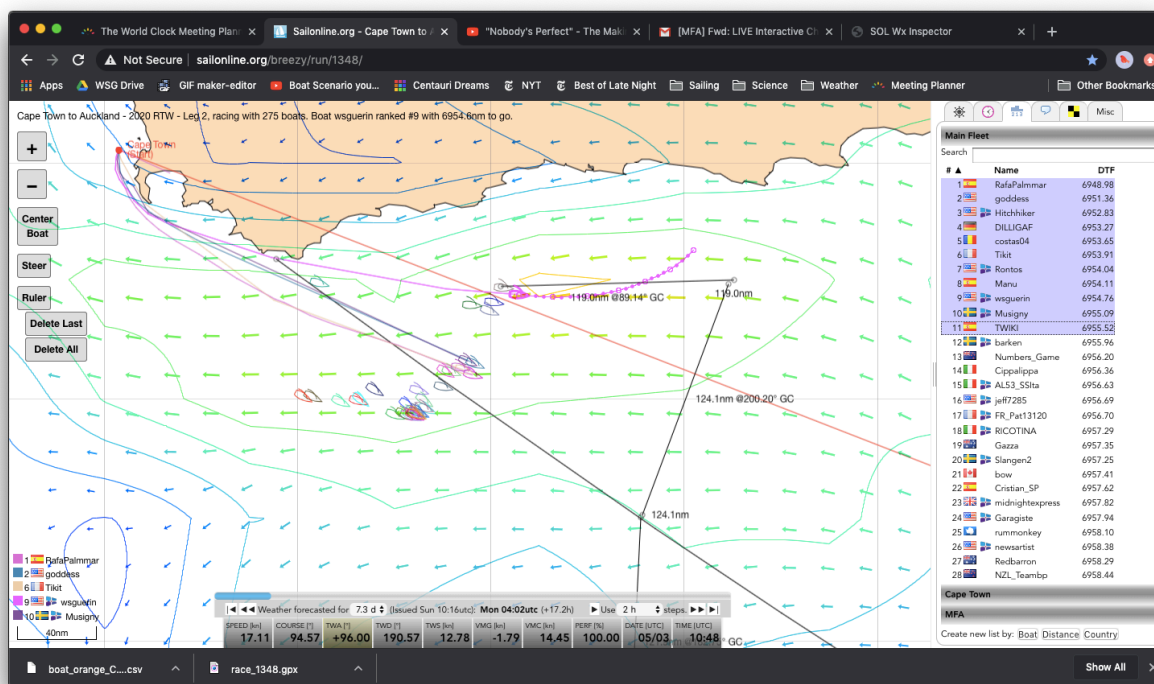 The World Clock Meeting Plan
Sailonline.org - Cape Town to A
"Nobody's Perfect" - The Mak
[MFA] Fwd: LIVE Interactive Ch
SOL Wx Inspector
Not Secure | sailonline.org/breezy/run/1348/
Apps WSG Drive GIF maker-editor Boat Scenario you... Centauri Dreams NYT Best of Late Night Sailing Science Weather Meeting Planner Other Bookmarks
Cape Town to Auckland - 2020 RTW - Leg 2, racing with 275 boats. Boat wsguerin ranked #9 with 6954.6nm to go.
+
−
Center Boat
Steer
Ruler
Delete Last
Delete All
Cape Town
(Start)
119.0nm @89.14° GC
119.0nm
124.1nm @200.20° GC
124.1nm
° GC
1 RafaPalmmar
2 goddess
6 Tikit
9 wsguerin
10 Musigny
40nm
Weather forecasted for 7.3 d (Issued Sun 10:16utc): Mon 04:02utc (+17.2h) Use 2 h steps.
SPEED [kn] COURSE [°] TWA [°] TWD [°] TWS [kn] VMG [kn] VMC [kn] PERF [%] DATE [UTC] TIME [UTC]
17.11 94.57 +96.00 190.57 12.78 -1.79 14.45 100.00 05/03 10:48
Misc
Main Fleet
Search
# ▲ Name DTF
1 RafaPalmmar 6948.98
2 goddess 6951.36
3 Hitchhiker 6952.83
4 DILLIGAF 6953.27
5 costas04 6953.65
6 Tikit 6953.91
7 Rontos 6954.04
8 Manu 6954.11
9 wsguerin 6954.76
10 Musigny 6955.09
11 TWIKI 6955.52
12 barken 6955.96
13 Numbers_Game 6956.20
14 Cippalippa 6956.36
15 AL53_SSIta 6956.63
16 jeff7285 6956.69
17 FR_Pat13120 6956.70
18 RICOTINA 6957.29
19 Gazza 6957.35
20 Slangen2 6957.25
21 bow 6957.41
22 Cristian_SP 6957.62
23 midnightexpress 6957.82
24 Garagiste 6957.94
25 rummonkey 6958.10
26 newsartist 6958.38
27 Redbarron 6958.29
28 NZL_Teambp 6958.44
Cape Town
MFA
Create new list by: Boat Distance Country
boat_orange_C....csv
race_1348.gpx
Show All